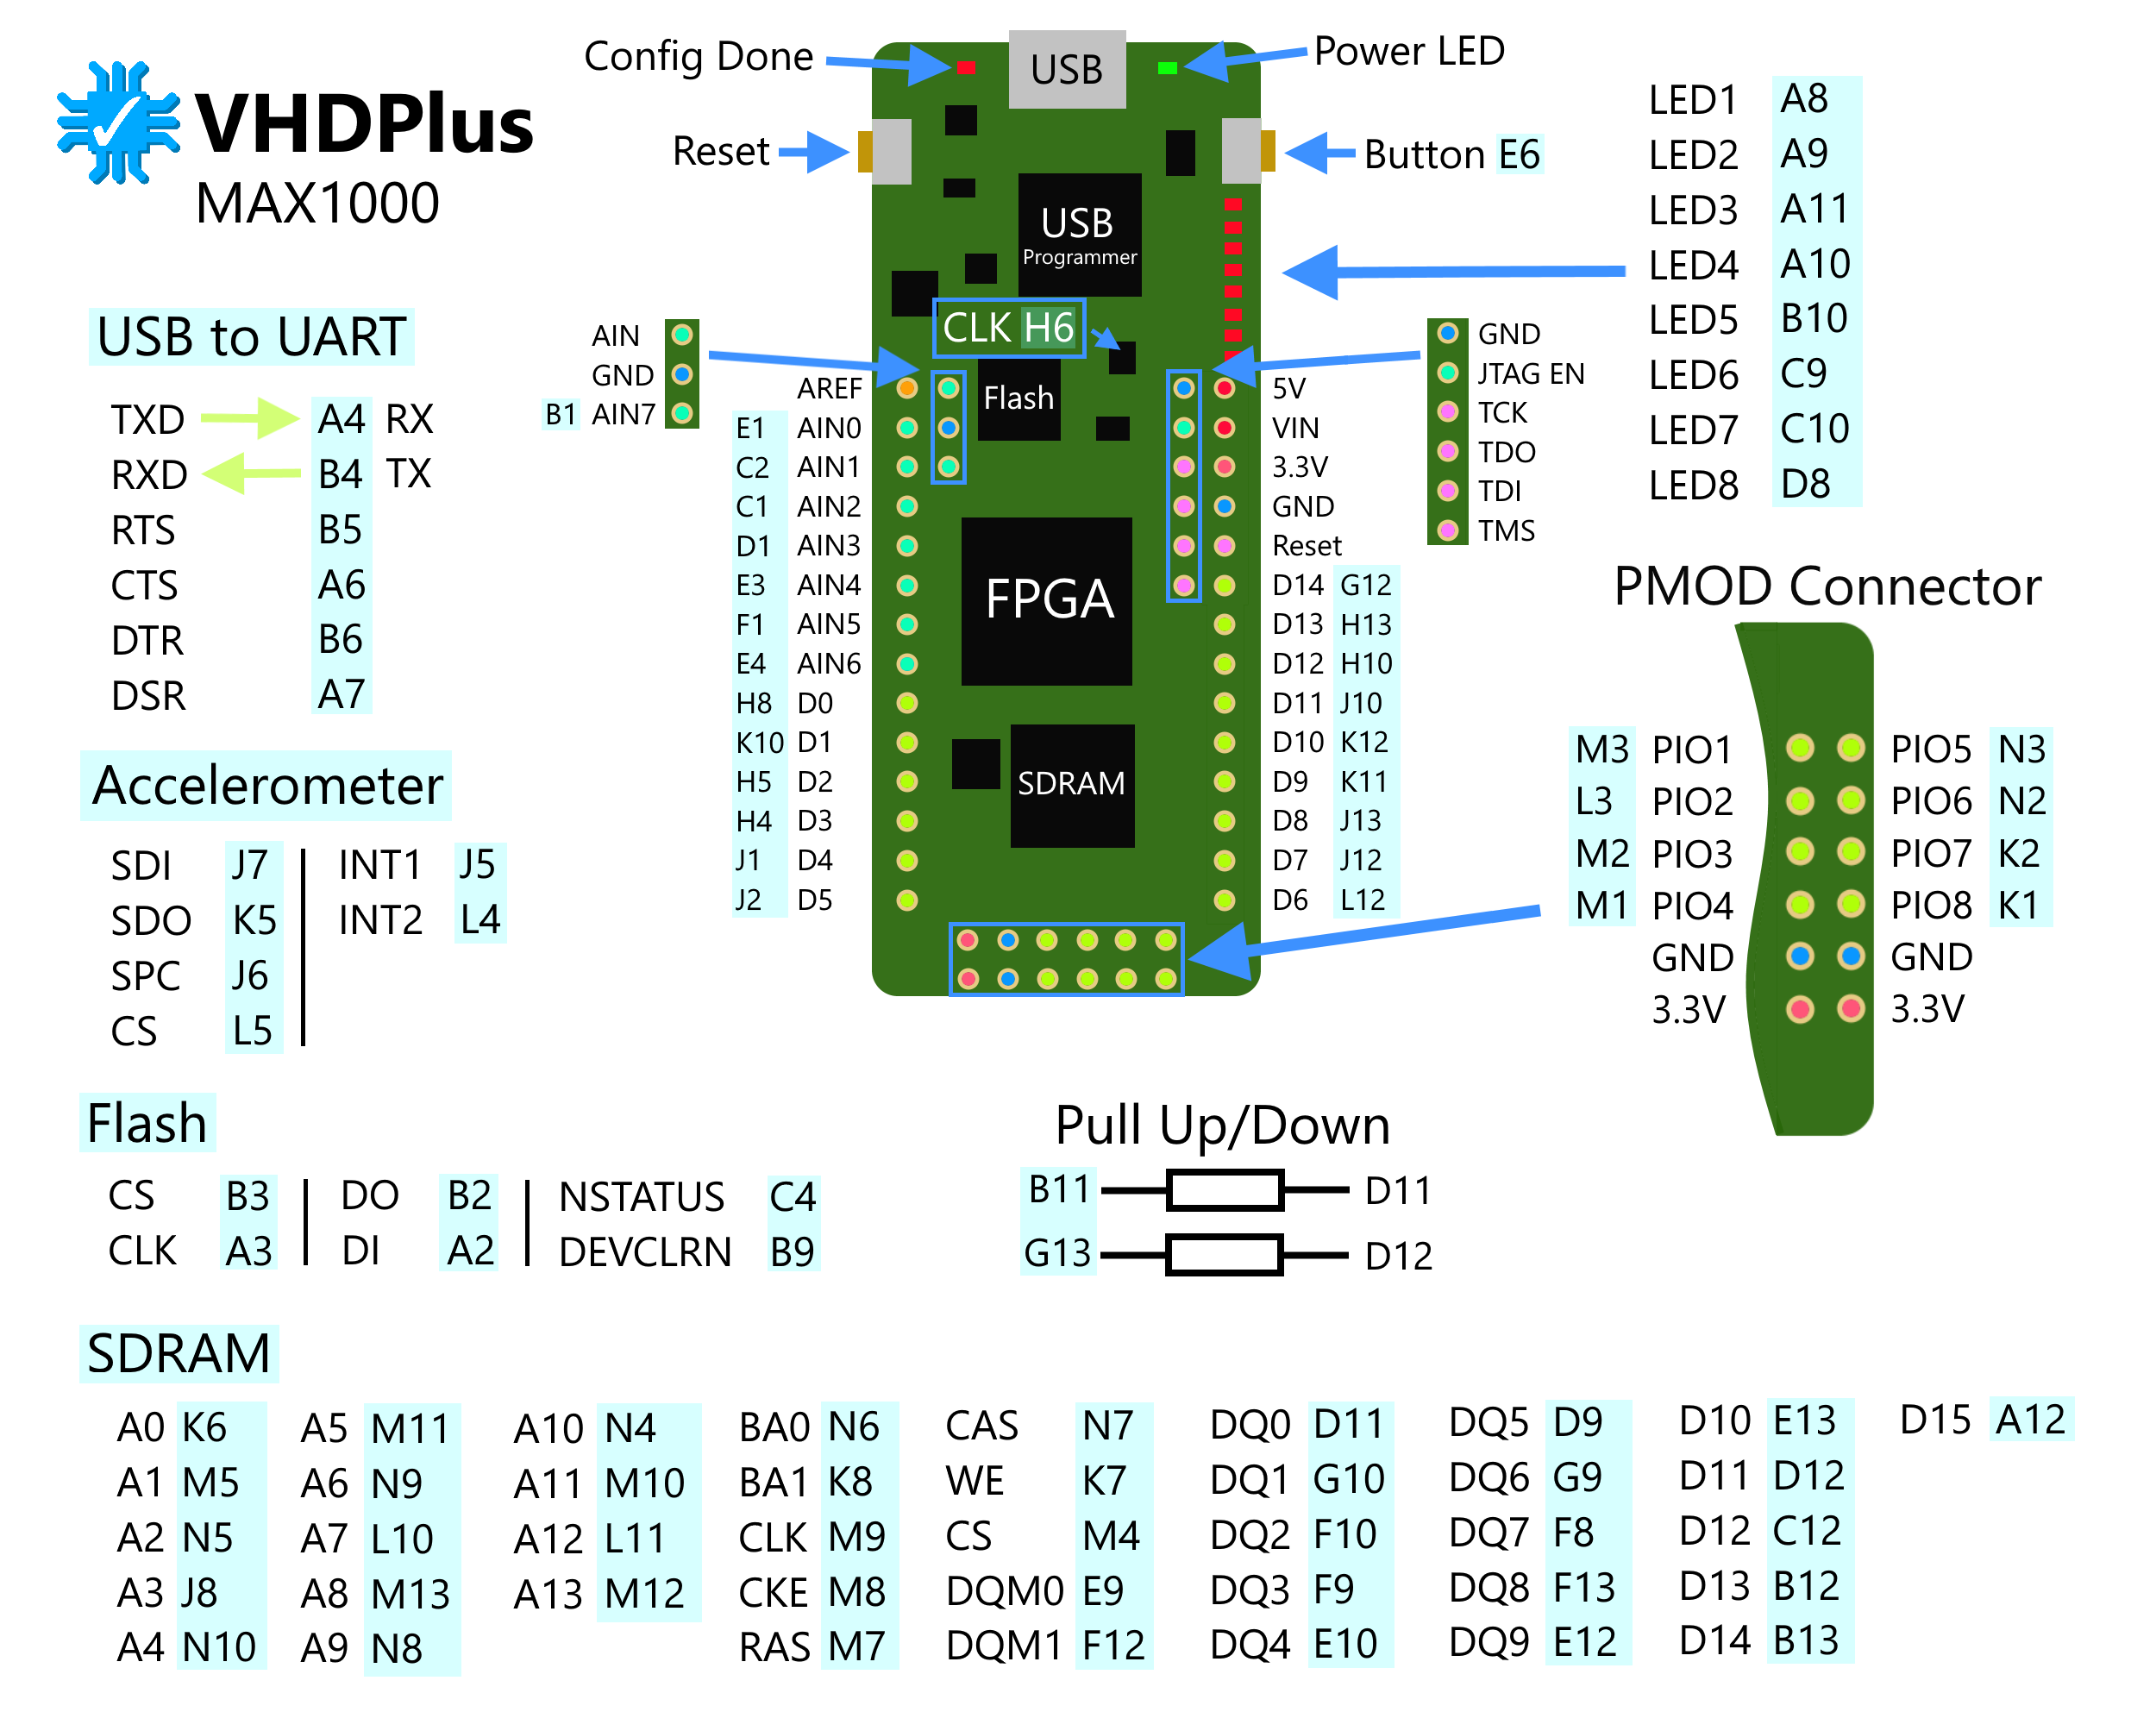 VHDPlus
MAX1000
Config Done
USB
Power LED
Reset
Button E6
USB
Programmer
CLK H6
Flash
FPGA
SDRAM
LED1 A8
LED2 A9
LED3 A11
LED4 A10
LED5 B10
LED6 C9
LED7 C10
LED8 D8
USB to UART
TXD A4 RX
RXD B4 TX
RTS B5
CTS A6
DTR B6
DSR A7
AIN
GND
B1 AIN7
AREF
E1 AIN0
C2 AIN1
C1 AIN2
D1 AIN3
E3 AIN4
F1 AIN5
E4 AIN6
H8 D0
K10 D1
H5 D2
H4 D3
J1 D4
J2 D5
5V
VIN
3.3V
GND
Reset
D14 G12
D13 H13
D12 H10
D11 J10
D10 K12
D9 K11
D8 J13
D7 J12
D6 L12
GND
JTAG EN
TCK
TDO
TDI
TMS
PMOD Connector
M3 PIO1 PIO5 N3
L3 PIO2 PIO6 N2
M2 PIO3 PIO7 K2
M1 PIO4 PIO8 K1
GND GND
3.3V 3.3V
Accelerometer
SDI J7 INT1 J5
SDO K5 INT2 L4
SPC J6
CS L5
Flash
CS B3 DO B2 NSTATUS C4
CLK A3 DI A2 DEVCLRN B9
Pull Up/Down
B11 D11
G13 D12
SDRAM
A0 K6 A5 M11 A10 N4 BA0 N6 CAS N7 DQ0 D11 DQ5 D9 D10 E13 D15 A12
A1 M5 A6 N9 A11 M10 BA1 K8 WE K7 DQ1 G10 DQ6 G9 D11 D12
A2 N5 A7 L10 A12 L11 CLK M9 CS M4 DQ2 F10 DQ7 F8 D12 C12
A3 J8 A8 M13 A13 M12 CKE M8 DQM0 E9 DQ3 F9 DQ8 F13 D13 B12
A4 N10 A9 N8 RAS M7 DQM1 F12 DQ4 E10 DQ9 E12 D14 B13